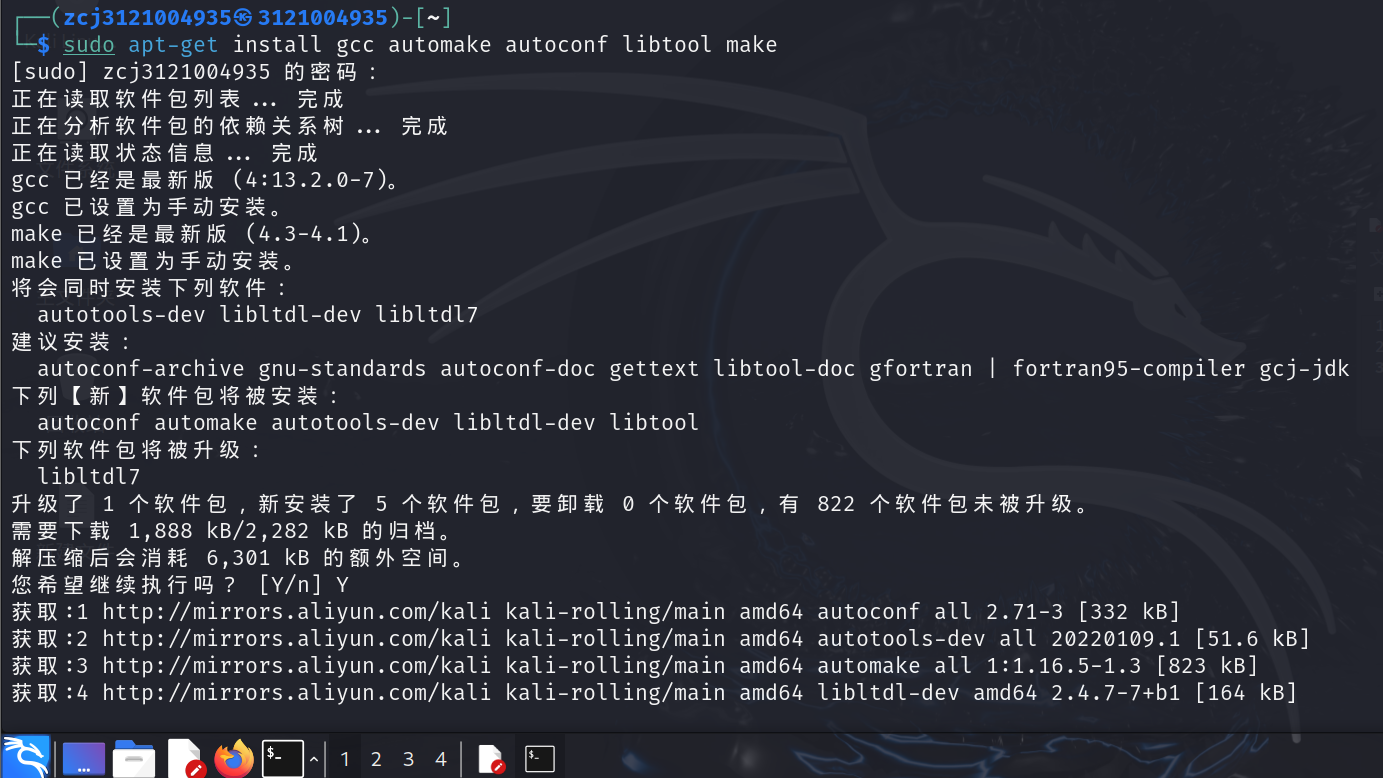 (zcj3121004935㉿3121004935)-[~]
$ sudo apt-get install gcc automake autoconf libtool make
[sudo] zcj3121004935 的密码：
正在读取软件包列表... 完成
正在分析软件包的依赖关系树... 完成
正在读取状态信息... 完成
gcc 已经是最新版 (4:13.2.0-7)。
gcc 已设置为手动安装。
make 已经是最新版 (4.3-4.1)。
make 已设置为手动安装。
将会同时安装下列软件：
autotools-dev libltdl-dev libltdl7
建议安装：
autoconf-archive gnu-standards autoconf-doc gettext libtool-doc gfortran | fortran95-compiler gcj-jdk
下列【新】软件包将被安装：
autoconf automake autotools-dev libltdl-dev libtool
下列软件包将被升级：
libltdl7
升级了 1 个软件包，新安装了 5 个软件包，要卸载 0 个软件包，有 822 个软件包未被升级。
需要下载 1,888 kB/2,282 kB 的归档。
解压缩后会消耗 6,301 kB 的额外空间。
您希望继续执行吗？ [Y/n] Y
获取:1 http://mirrors.aliyun.com/kali kali-rolling/main amd64 autoconf all 2.71-3 [332 kB]
获取:2 http://mirrors.aliyun.com/kali kali-rolling/main amd64 autotools-dev all 20220109.1 [51.6 kB]
获取:3 http://mirrors.aliyun.com/kali kali-rolling/main amd64 automake all 1:1.16.5-1.3 [823 kB]
获取:4 http://mirrors.aliyun.com/kali kali-rolling/main amd64 libltdl-dev amd64 2.4.7-7+b1 [164 kB]
1 2 3 4